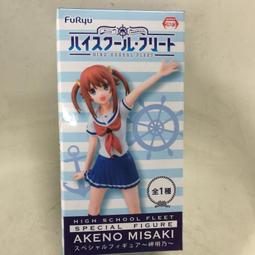 FuRyu
ハイスクール・フリート
HIGH SCHOOL FLEET
全1種
HIGH SCHOOL FLEET
SPECIAL FIGURE
AKENO MISAKI
スペシャルフィギュア〜岬明乃〜